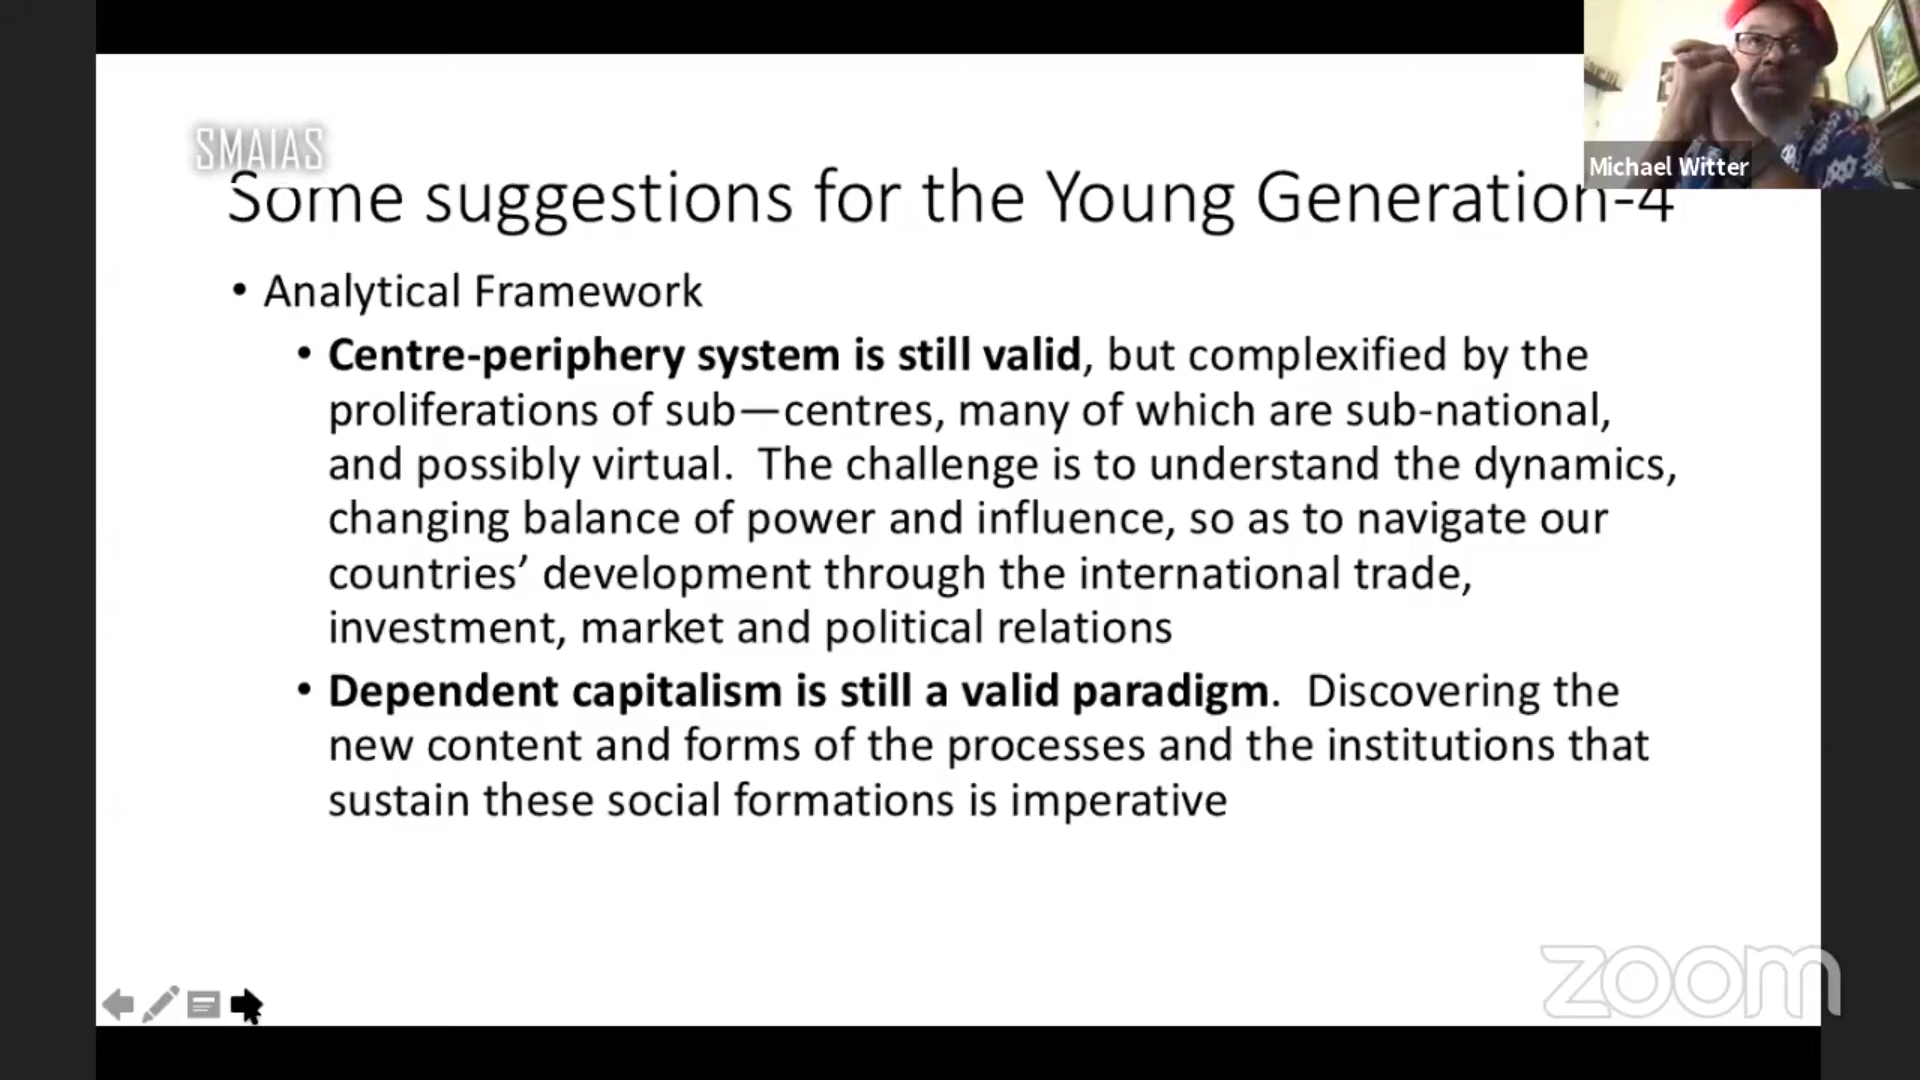 SMAIAS
Michael Witter
Some suggestions for the Young Generation-4
• Analytical Framework
• Centre-periphery system is still valid, but complexified by the
proliferations of sub—centres, many of which are sub-national,
and possibly virtual.  The challenge is to understand the dynamics,
changing balance of power and influence, so as to navigate our
countries’ development through the international trade,
investment, market and political relations
• Dependent capitalism is still a valid paradigm.  Discovering the
new content and forms of the processes and the institutions that
sustain these social formations is imperative
zoom